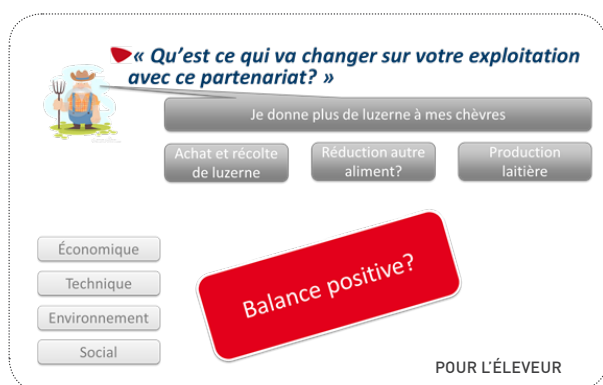 « Qu’est ce qui va changer sur votre exploitation
avec ce partenariat? »
Je donne plus de luzerne à mes chèvres
Achat et récolte
de luzerne
Réduction autre
aliment?
Production
laitière
Économique
Technique
Environnement
Social
Balance positive?
POUR L’ÉLEVEUR